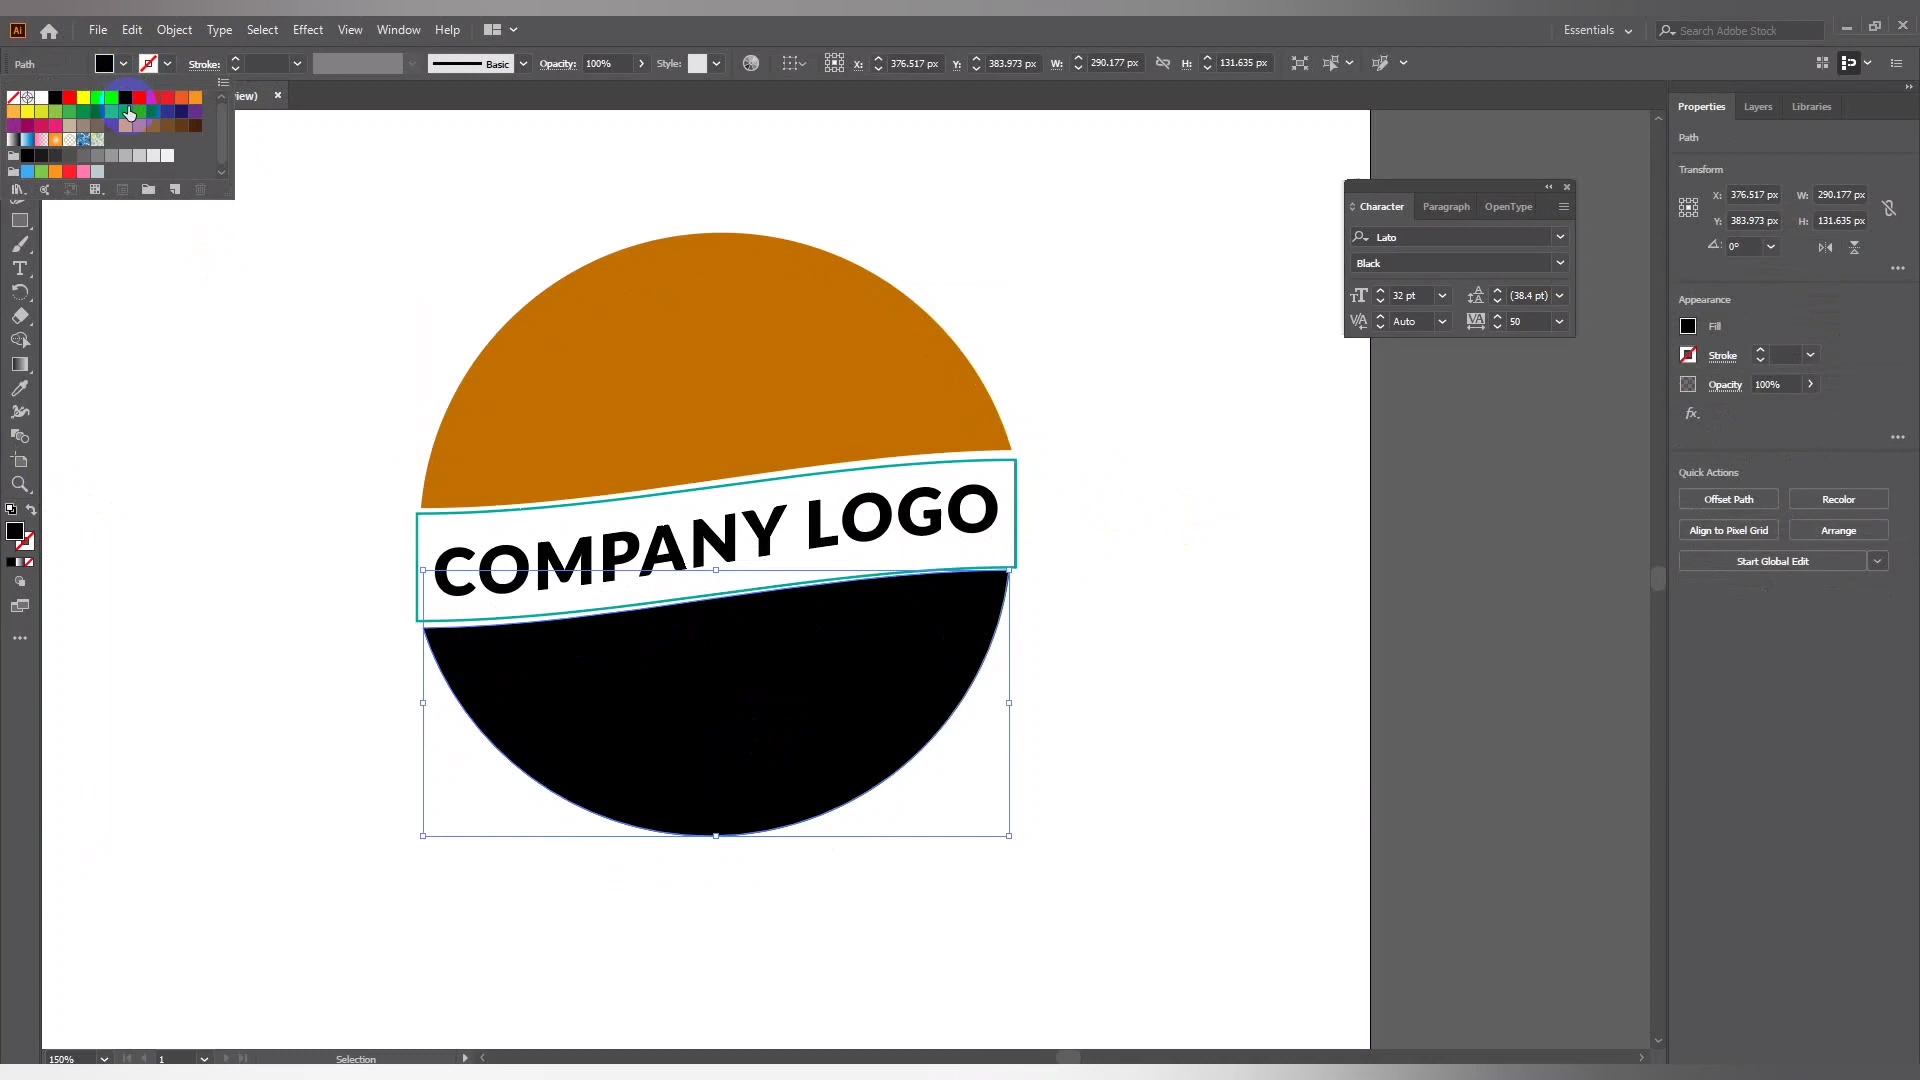 Ai File Edit Object Type Select Effect View Window Help Essentials Search Adobe Stock
Path Stroke: Basic Opacity: 100% Style: X: 376.517 px Y: 383.973 px W: 290.177 px H: 131.635 px
iew) ×
Properties Layers Libraries
Path
Transform
X: 376.517 px W: 290.177 px
Y: 383.973 px H: 131.635 px
0°
Appearance
Fill
Stroke
Opacity 100%
fx.
Quick Actions
Offset Path Recolor
Align to Pixel Grid Arrange
Start Global Edit
Character Paragraph OpenType
Lato
Black
32 pt (38.4 pt)
Auto 50
COMPANY LOGO
150% 1 Selection